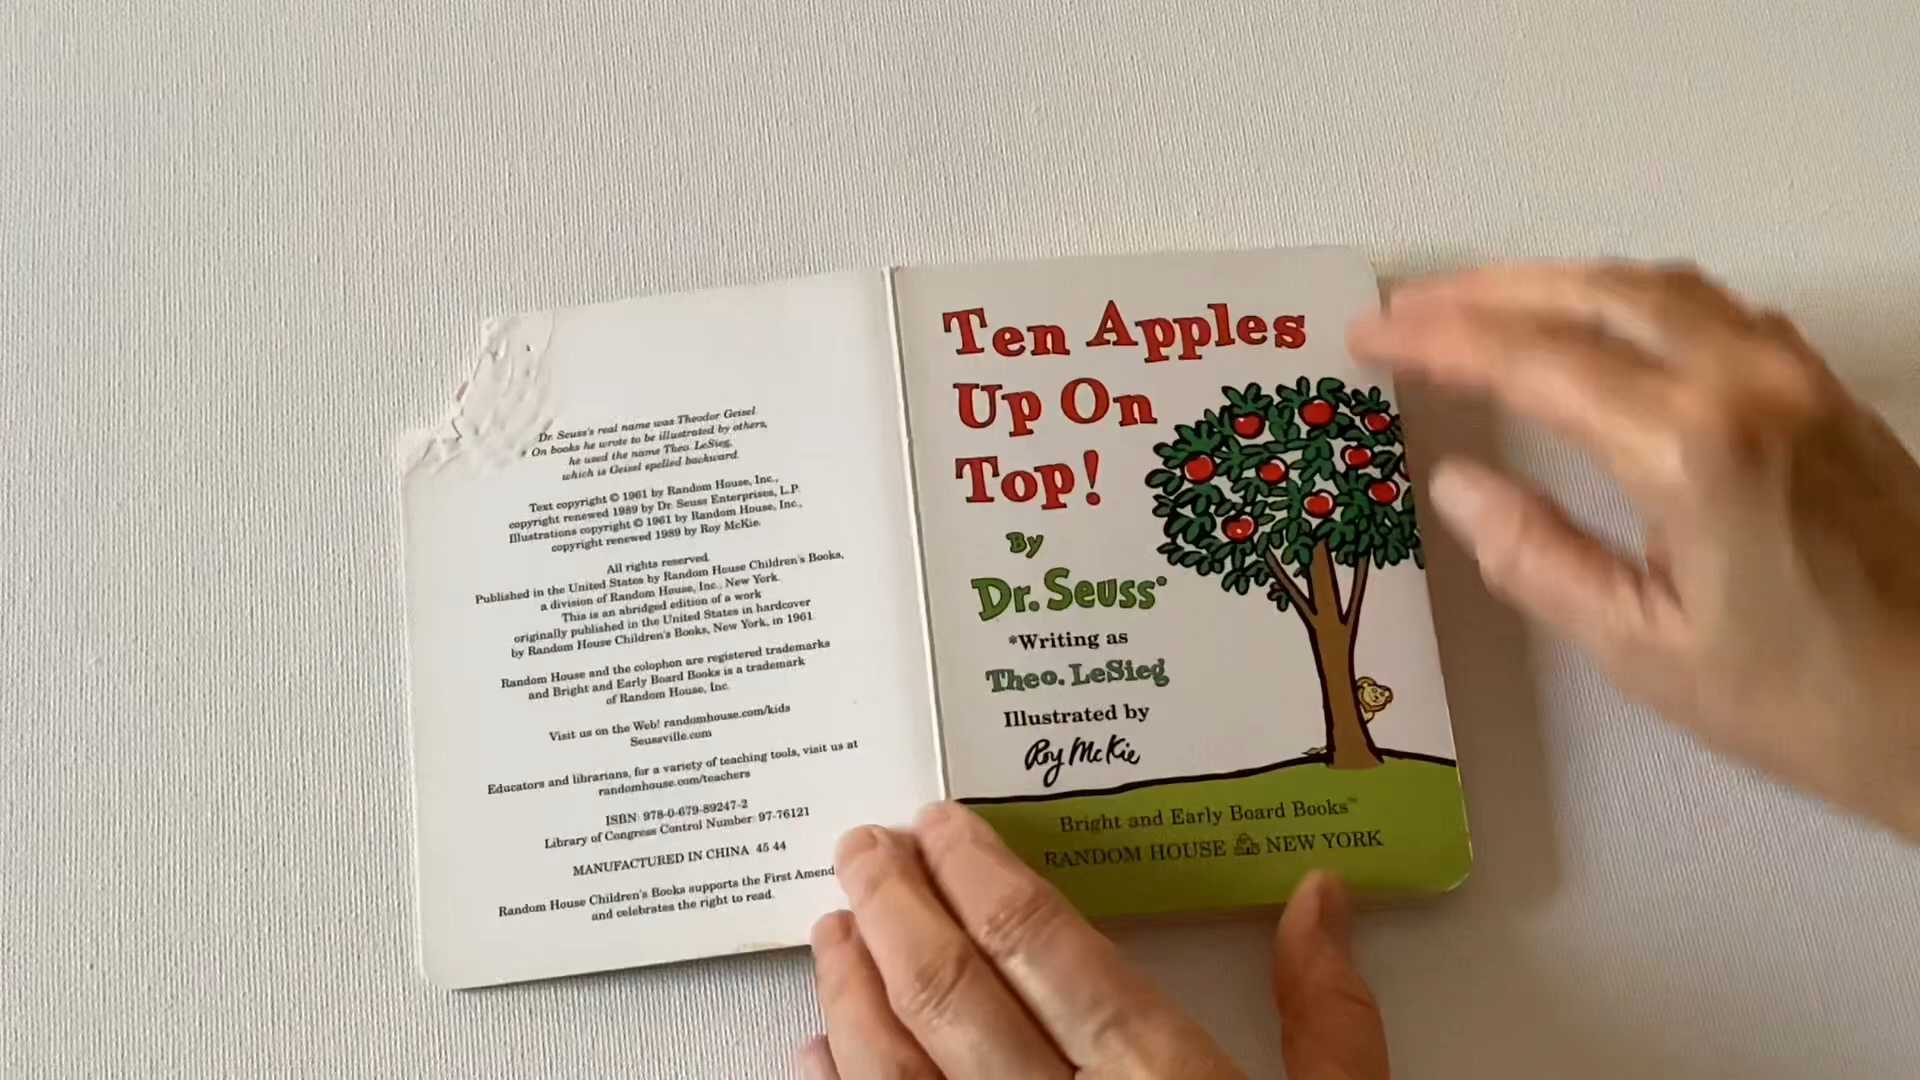 Dr. Seuss's real name was Theodor Geisel.
* On books he wrote to be illustrated by others,
he used the name Theo. LeSieg,
which is Geisel spelled backward.
Text copyright © 1961 by Random House, Inc.,
copyright renewed 1989 by Dr. Seuss Enterprises, L.P.
Illustrations copyright © 1961 by Random House, Inc.,
copyright renewed 1989 by Roy McKie.
All rights reserved.
Published in the United States by Random House Children's Books,
a division of Random House, Inc., New York.
This is an abridged edition of a work
originally published in the United States in hardcover
by Random House Children's Books, New York, in 1961.
Random House and the colophon are registered trademarks
and Bright and Early Board Books is a trademark
of Random House, Inc.
Visit us on the Web! randomhouse.com/kids
Seussville.com
Educators and librarians, for a variety of teaching tools, visit us at
randomhouse.com/teachers
ISBN: 978-0-679-89247-2
Library of Congress Control Number: 97-76121
MANUFACTURED IN CHINA 45 44
Random House Children's Books supports the First Amend
and celebrates the right to read.
Ten Apples
Up On
Top!
By
Dr. Seuss*
*Writing as
Theo. LeSieg
Illustrated by
Roy McKie
Bright and Early Board Books™
RANDOM HOUSE NEW YORK